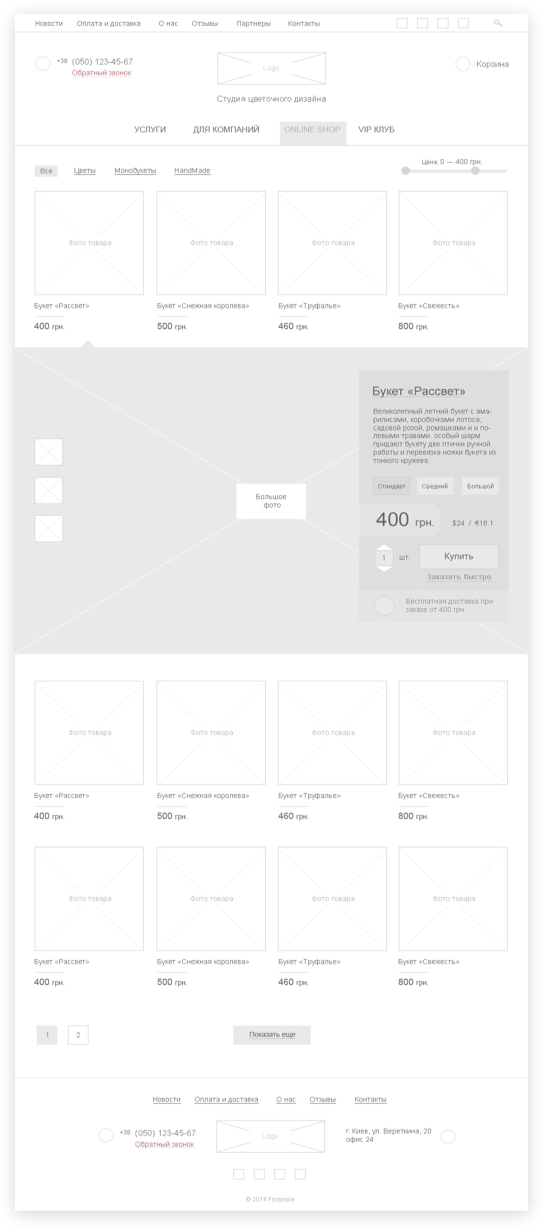 Новости Оплата и доставка О нас Отзывы Партнеры Контакты
+38 (050) 123-45-67
Обратный звонок
Logo
Студия цветочного дизайна
Корзина
УСЛУГИ ДЛЯ КОМПАНИЙ ONLINE SHOP VIP КЛУБ
Все Цветы Монобукеты HandMade
Цена: 0 — 400 грн.
Фото товара Фото товара Фото товара Фото товара
Букет «Рассвет» Букет «Снежная королева» Букет «Труфалье» Букет «Свежесть»
400 грн. 500 грн. 460 грн. 800 грн.
Большое
фото
Букет «Рассвет»
Великолепный летний букет с ама-
рилисами, коробочками лотоса,
садовой розой, ромашками и и по-
левыми травами. особый шарм
придают букету две птички ручной
работы и перевязка ножки букета из
тонкого кружева.
Стандарт Средний Большой
400 грн. $24 / €18.1
1 шт. Купить
Заказать быстро
Бесплатная доставка при
заказе от 400 грн.
Фото товара Фото товара Фото товара Фото товара
Букет «Рассвет» Букет «Снежная королева» Букет «Труфалье» Букет «Свежесть»
400 грн. 500 грн. 460 грн. 800 грн.
Фото товара Фото товара Фото товара Фото товара
Букет «Рассвет» Букет «Снежная королева» Букет «Труфалье» Букет «Свежесть»
400 грн. 500 грн. 460 грн. 800 грн.
1 2 Показать еще
Новости Оплата и доставка О нас Отзывы Контакты
+38 (050) 123-45-67
Обратный звонок
Logo
г. Киев, ул. Вереткина, 20
офис 24
© 2014 Florpeople